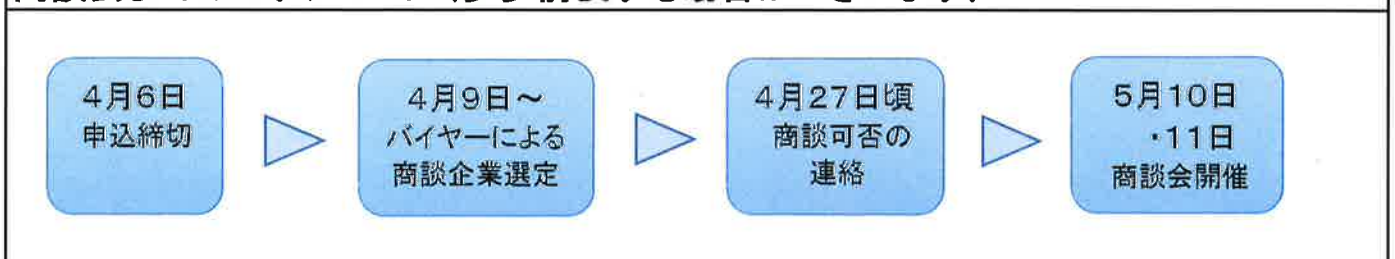 4月6日
申込締切
4月9日～
バイヤーによる
商談企業選定
4月27日頃
商談可否の
連絡
5月10日
・11日
商談会開催